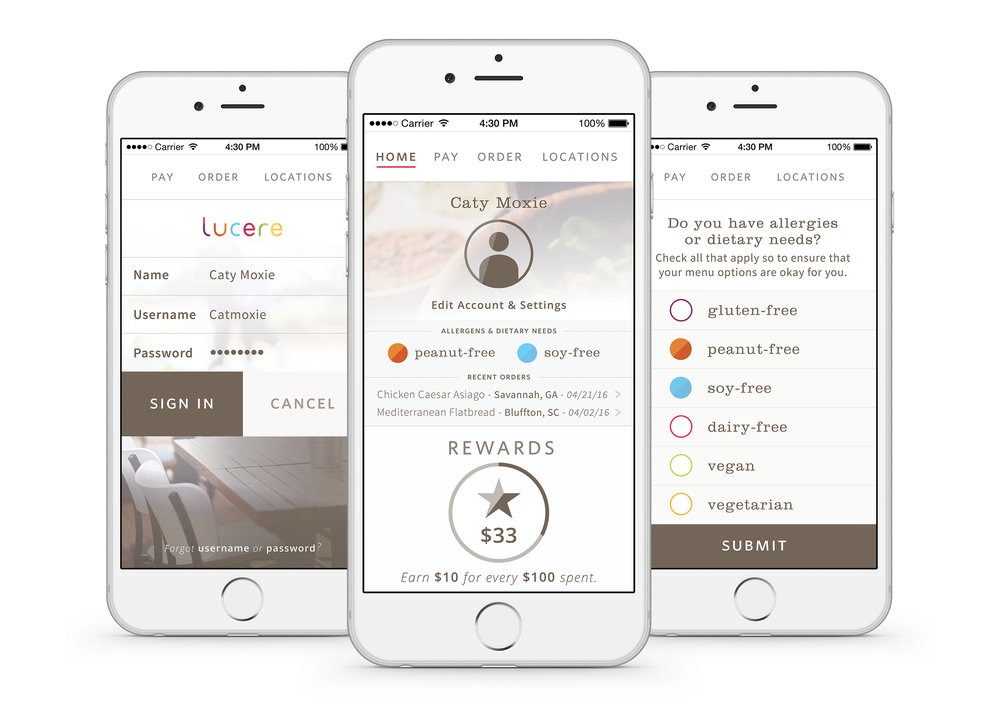 ●●●●○ Carrier 4:30 PM 100%
PAY ORDER LOCATIONS
lucere
Name Caty Moxie
Username Catmoxie
Password ●●●●●●●●
SIGN IN CANCEL
Forgot username or password?
●●●●○ Carrier 4:30 PM 100%
HOME PAY ORDER LOCATIONS
Caty Moxie
Edit Account & Settings
ALLERGENS & DIETARY NEEDS
peanut-free soy-free
RECENT ORDERS
Chicken Caesar Asiago - Savannah, GA - 04/21/16 >
Mediterranean Flatbread - Bluffton, SC - 04/02/16 >
REWARDS
$33
Earn $10 for every $100 spent.
●●○ Carrier 4:30 PM 100%
PAY ORDER LOCATIONS
Do you have allergies
or dietary needs?
Check all that apply so to ensure that
your menu options are okay for you.
gluten-free
peanut-free
soy-free
dairy-free
vegan
vegetarian
SUBMIT